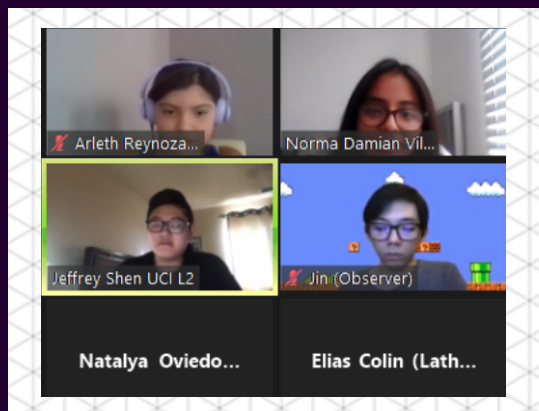 Arleth Reynoza...
Norma Damian Vil...
Jeffrey Shen UCI L2
Jin (Observer)
Natalya Oviedo...
Elias Colin (Lath...